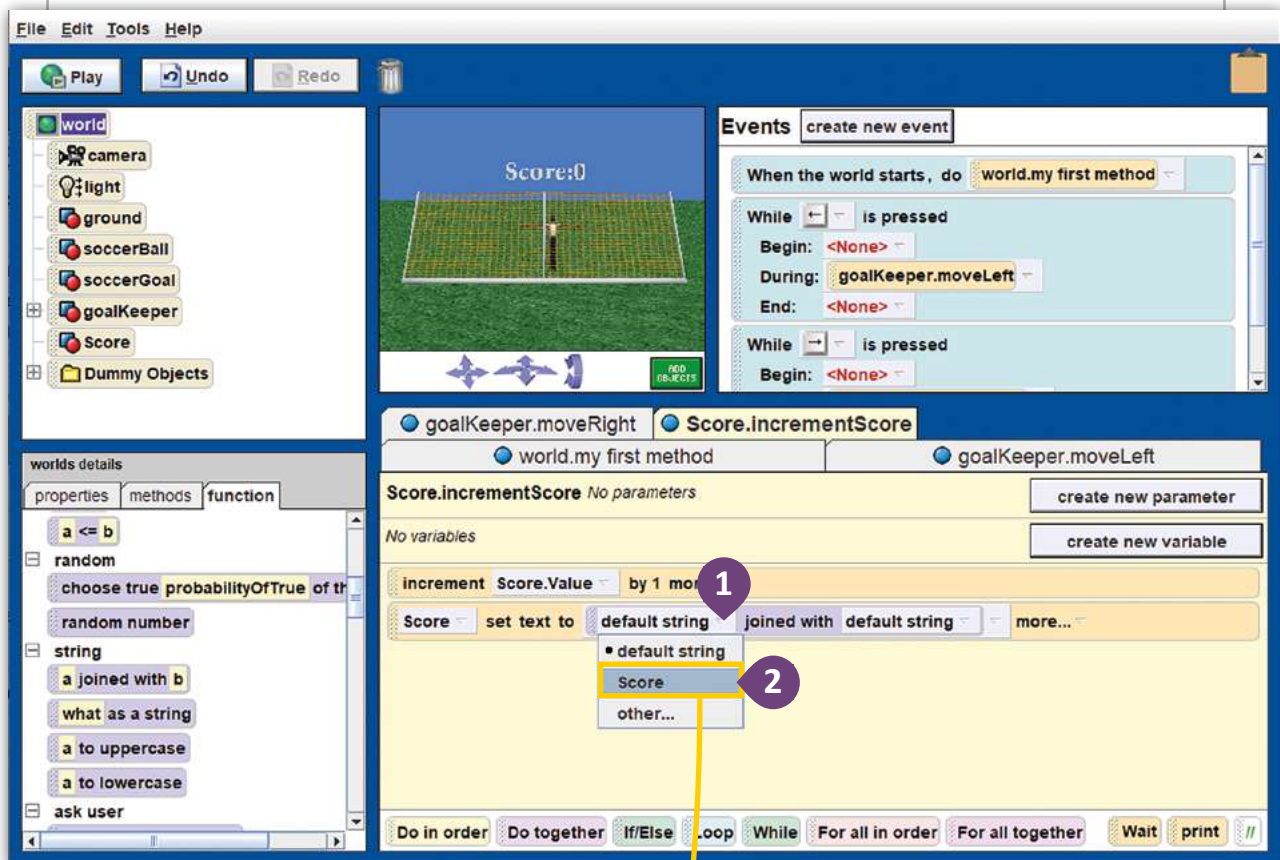 File Edit Tools Help
Play Undo Redo
world
camera
light
ground
soccerBall
soccerGoal
goalKeeper
Score
Dummy Objects
Score:0
ADD OBJECTS
Events create new event
When the world starts, do world.my first method
While ← is pressed
Begin: <None>
During: goalKeeper.moveLeft
End: <None>
While → is pressed
Begin: <None>
worlds details
properties methods function
a <= b
random
choose true probabilityOfTrue of th
random number
string
a joined with b
what as a string
a to uppercase
a to lowercase
ask user
goalKeeper.moveRight Score.incrementScore
world.my first method goalKeeper.moveLeft
Score.incrementScore No parameters create new parameter
No variables create new variable
increment Score.Value by 1 mor
1
Score set text to default string joined with default string more...
default string
Score
2
other...
Do in order Do together If/Else Loop While For all in order For all together Wait print //